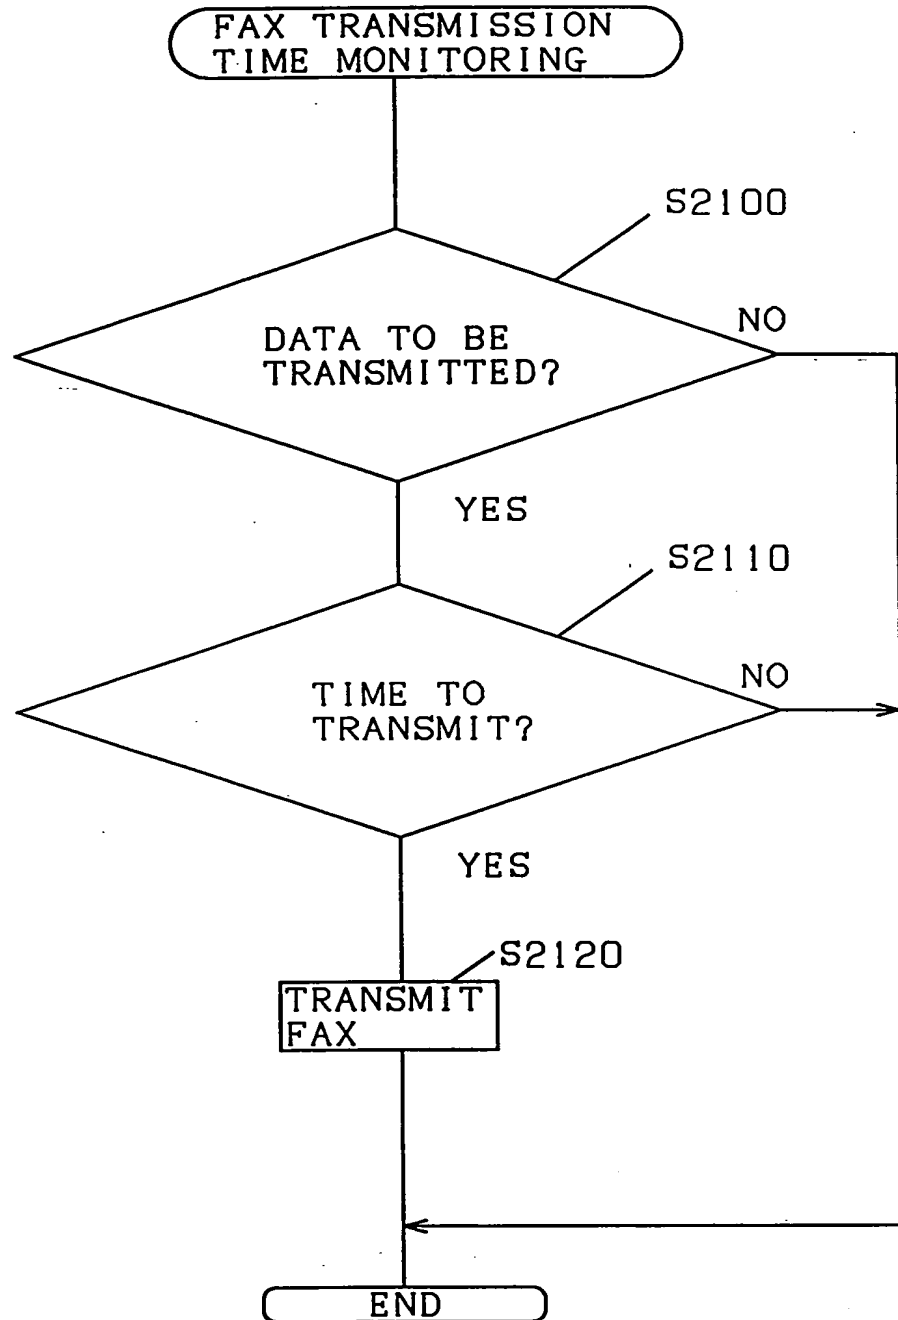 FAX TRANSMISSION
TIME MONITORING
S2100
DATA TO BE
TRANSMITTED?
NO
YES
S2110
TIME TO
TRANSMIT?
NO
YES
S2120
TRANSMIT
FAX
END